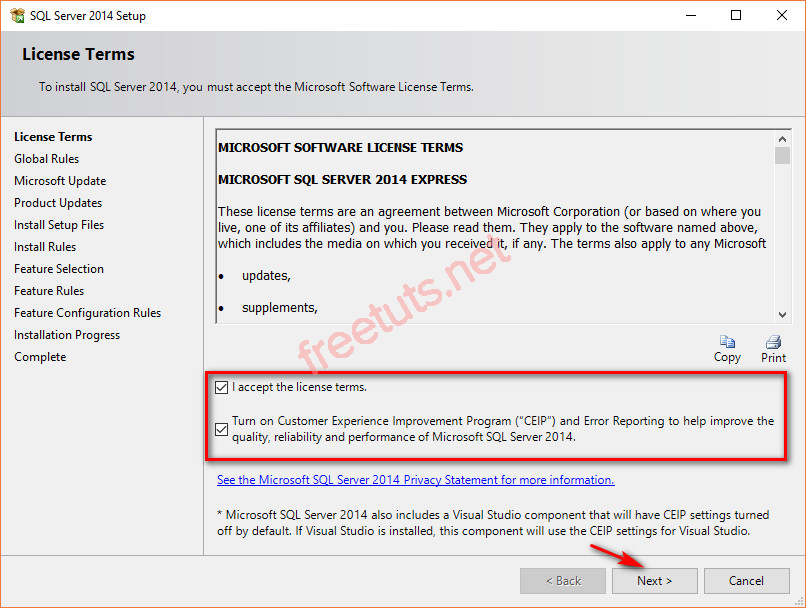 SQL Server 2014 Setup
License Terms
To install SQL Server 2014, you must accept the Microsoft Software License Terms.
License Terms
Global Rules
Microsoft Update
Product Updates
Install Setup Files
Install Rules
Feature Selection
Feature Rules
Feature Configuration Rules
Installation Progress
Complete
MICROSOFT SOFTWARE LICENSE TERMS
MICROSOFT SQL SERVER 2014 EXPRESS
These license terms are an agreement between Microsoft Corporation (or based on where you
live, one of its affiliates) and you. Please read them. They apply to the software named above,
which includes the media on which you received it, if any. The terms also apply to any Microsoft
• updates,
• supplements,
freetuts.net
Copy
Print
I accept the license terms.
Turn on Customer Experience Improvement Program ("CEIP") and Error Reporting to help improve the
quality, reliability and performance of Microsoft SQL Server 2014.
See the Microsoft SQL Server 2014 Privacy Statement for more information.
* Microsoft SQL Server 2014 also includes a Visual Studio component that will have CEIP settings turned
off by default. If Visual Studio is installed, this component will use the CEIP settings for Visual Studio.
< Back
Next >
Cancel